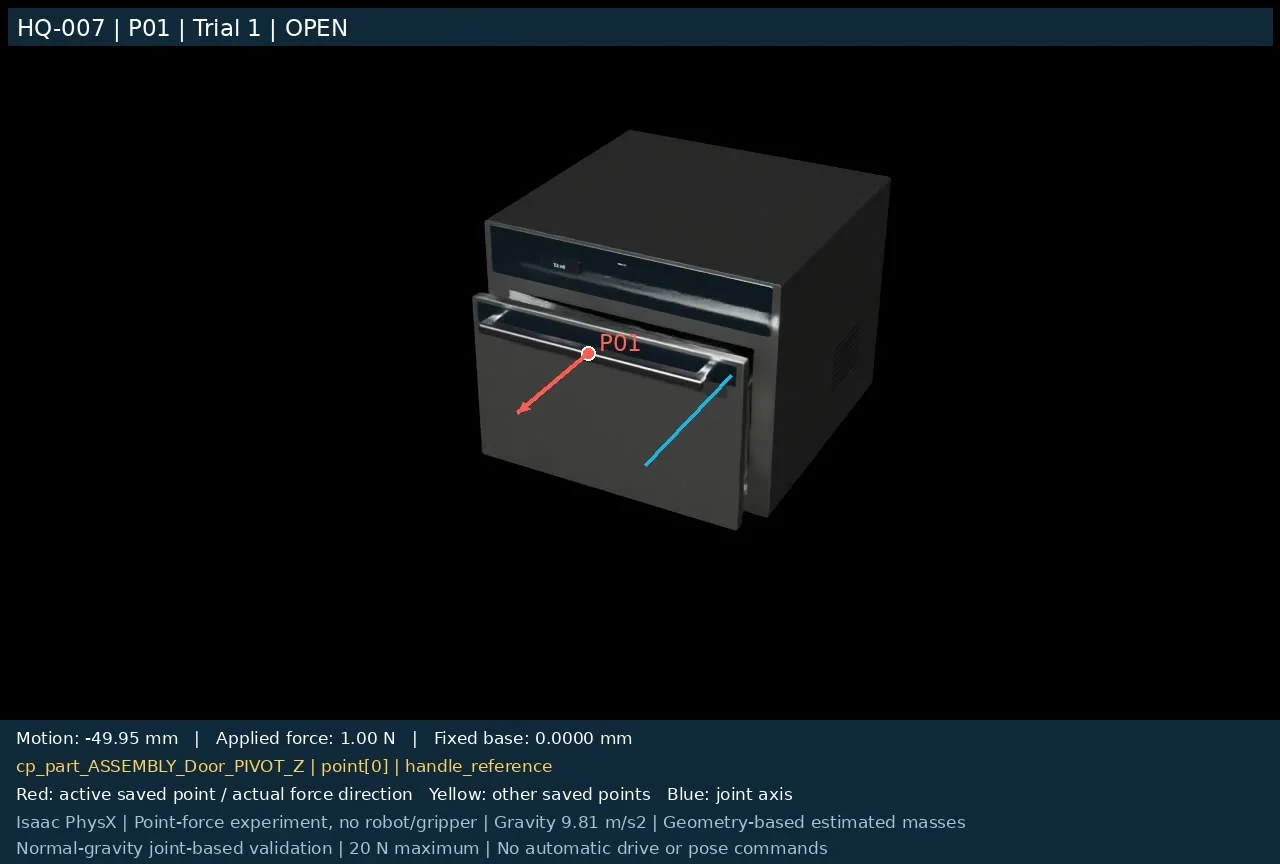 HQ-007 | P01 | Trial 1 | OPEN
P01
Motion: -49.95 mm | Applied force: 1.00 N | Fixed base: 0.0000 mm
cp_part_ASSEMBLY_Door_PIVOT_Z | point[0] | handle_reference
Red: active saved point / actual force direction Yellow: other saved points Blue: joint axis
Isaac PhysX | Point-force experiment, no robot/gripper | Gravity 9.81 m/s2 | Geometry-based estimated masses
Normal-gravity joint-based validation | 20 N maximum | No automatic drive or pose commands